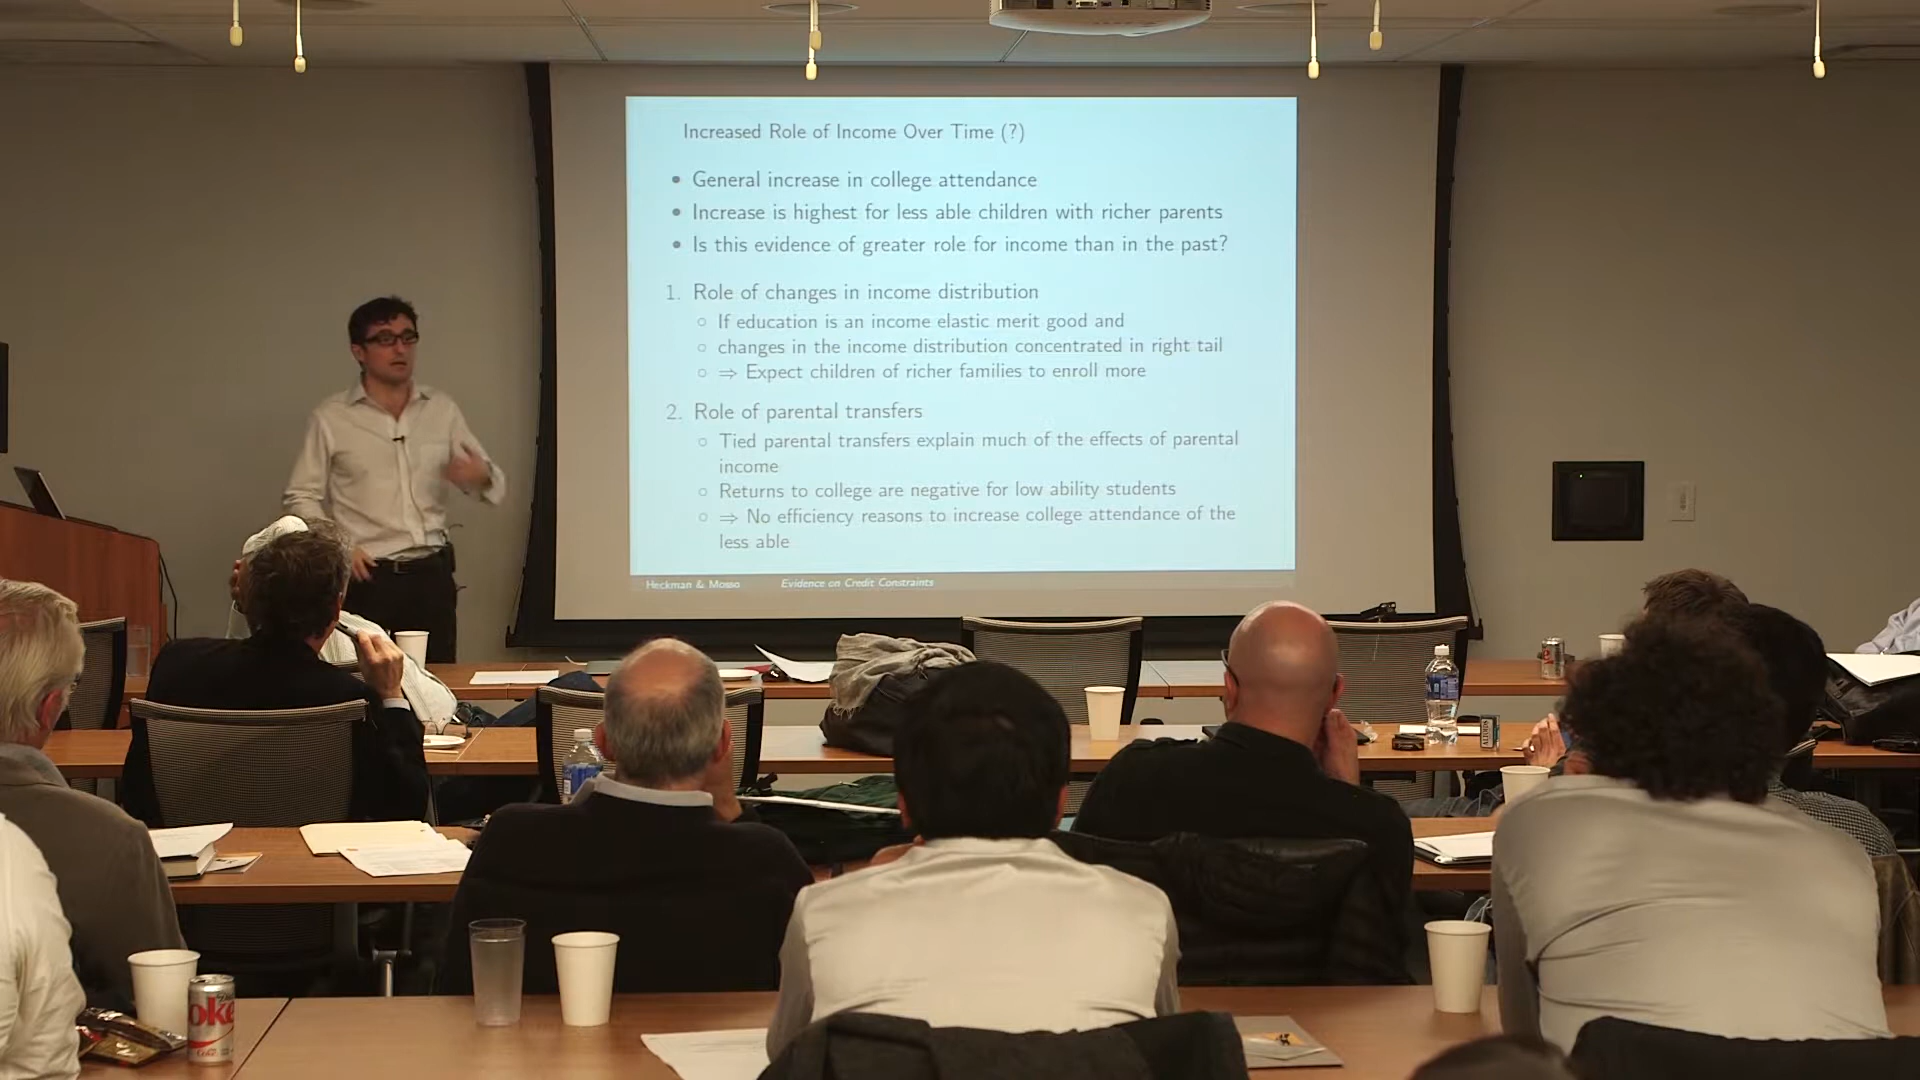 Increased Role of Income Over Time (?)
• General increase in college attendance
• Increase is highest for less able children with richer parents
• Is this evidence of greater role for income than in the past?
1. Role of changes in income distribution
○ If education is an income elastic merit good and
○ changes in the income distribution concentrated in right tail
○ ⇒ Expect children of richer families to enroll more
2. Role of parental transfers
○ Tied parental transfers explain much of the effects of parental
income
○ Returns to college are negative for low ability students
○ ⇒ No efficiency reasons to increase college attendance of the
less able
Heckman & Mosso Evidence on Credit Constraints
ALTOIDS
oke